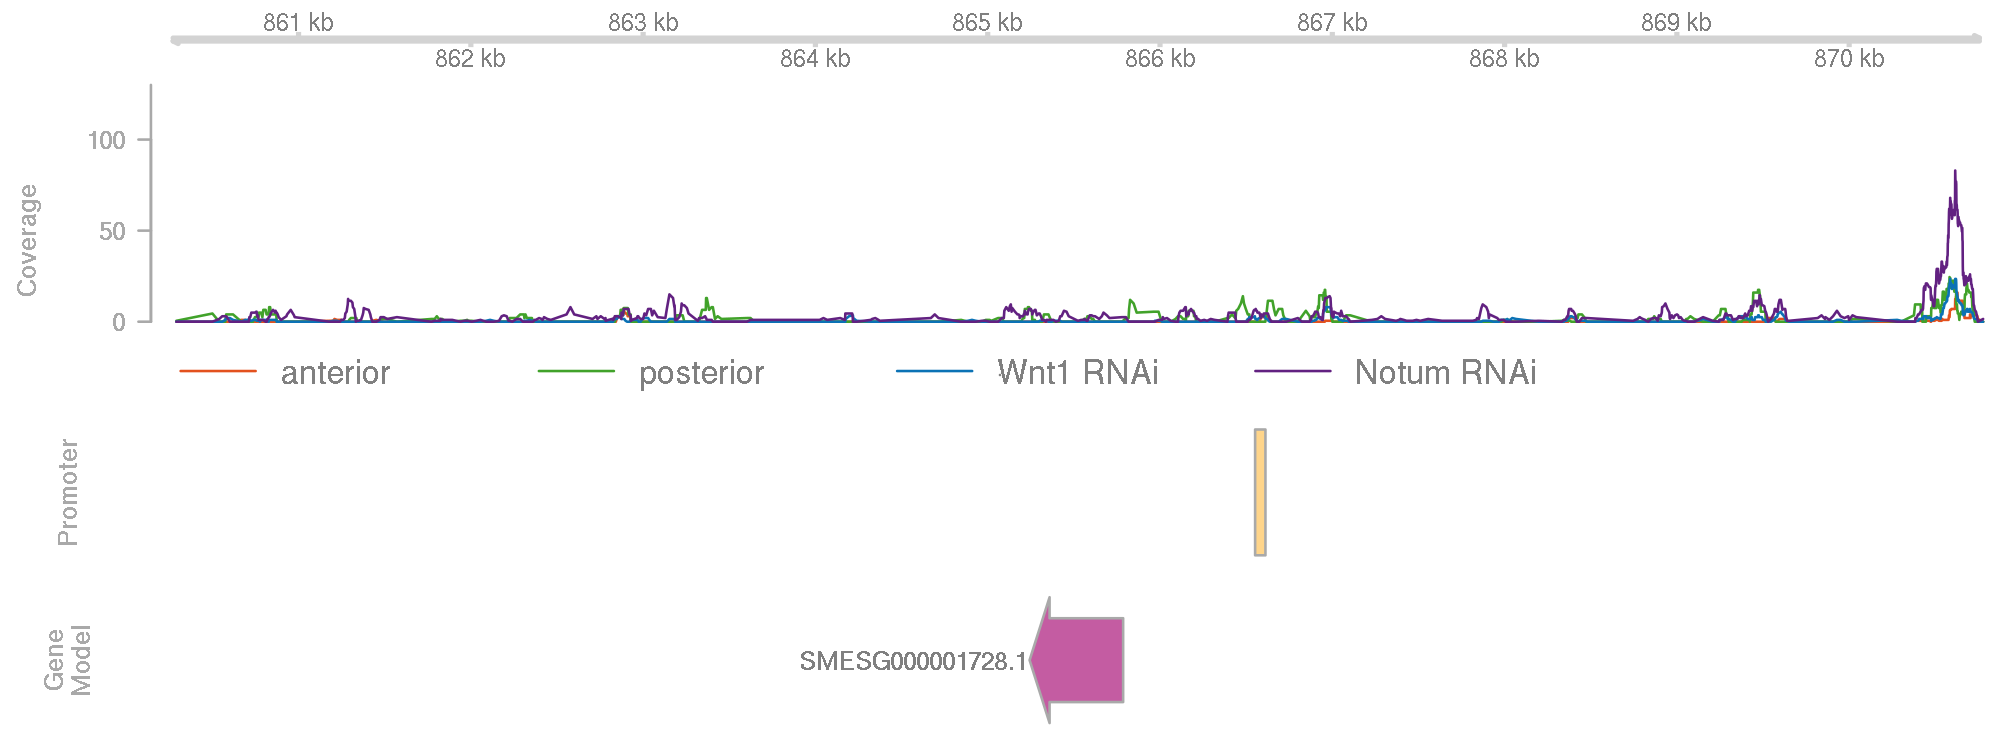 861 kb 863 kb 865 kb 867 kb 869 kb
862 kb 864 kb 866 kb 868 kb 870 kb
Coverage
100
50
0
anterior posterior Wnt1 RNAi Notum RNAi
Promoter
Gene
Model
SMESG000001728.1